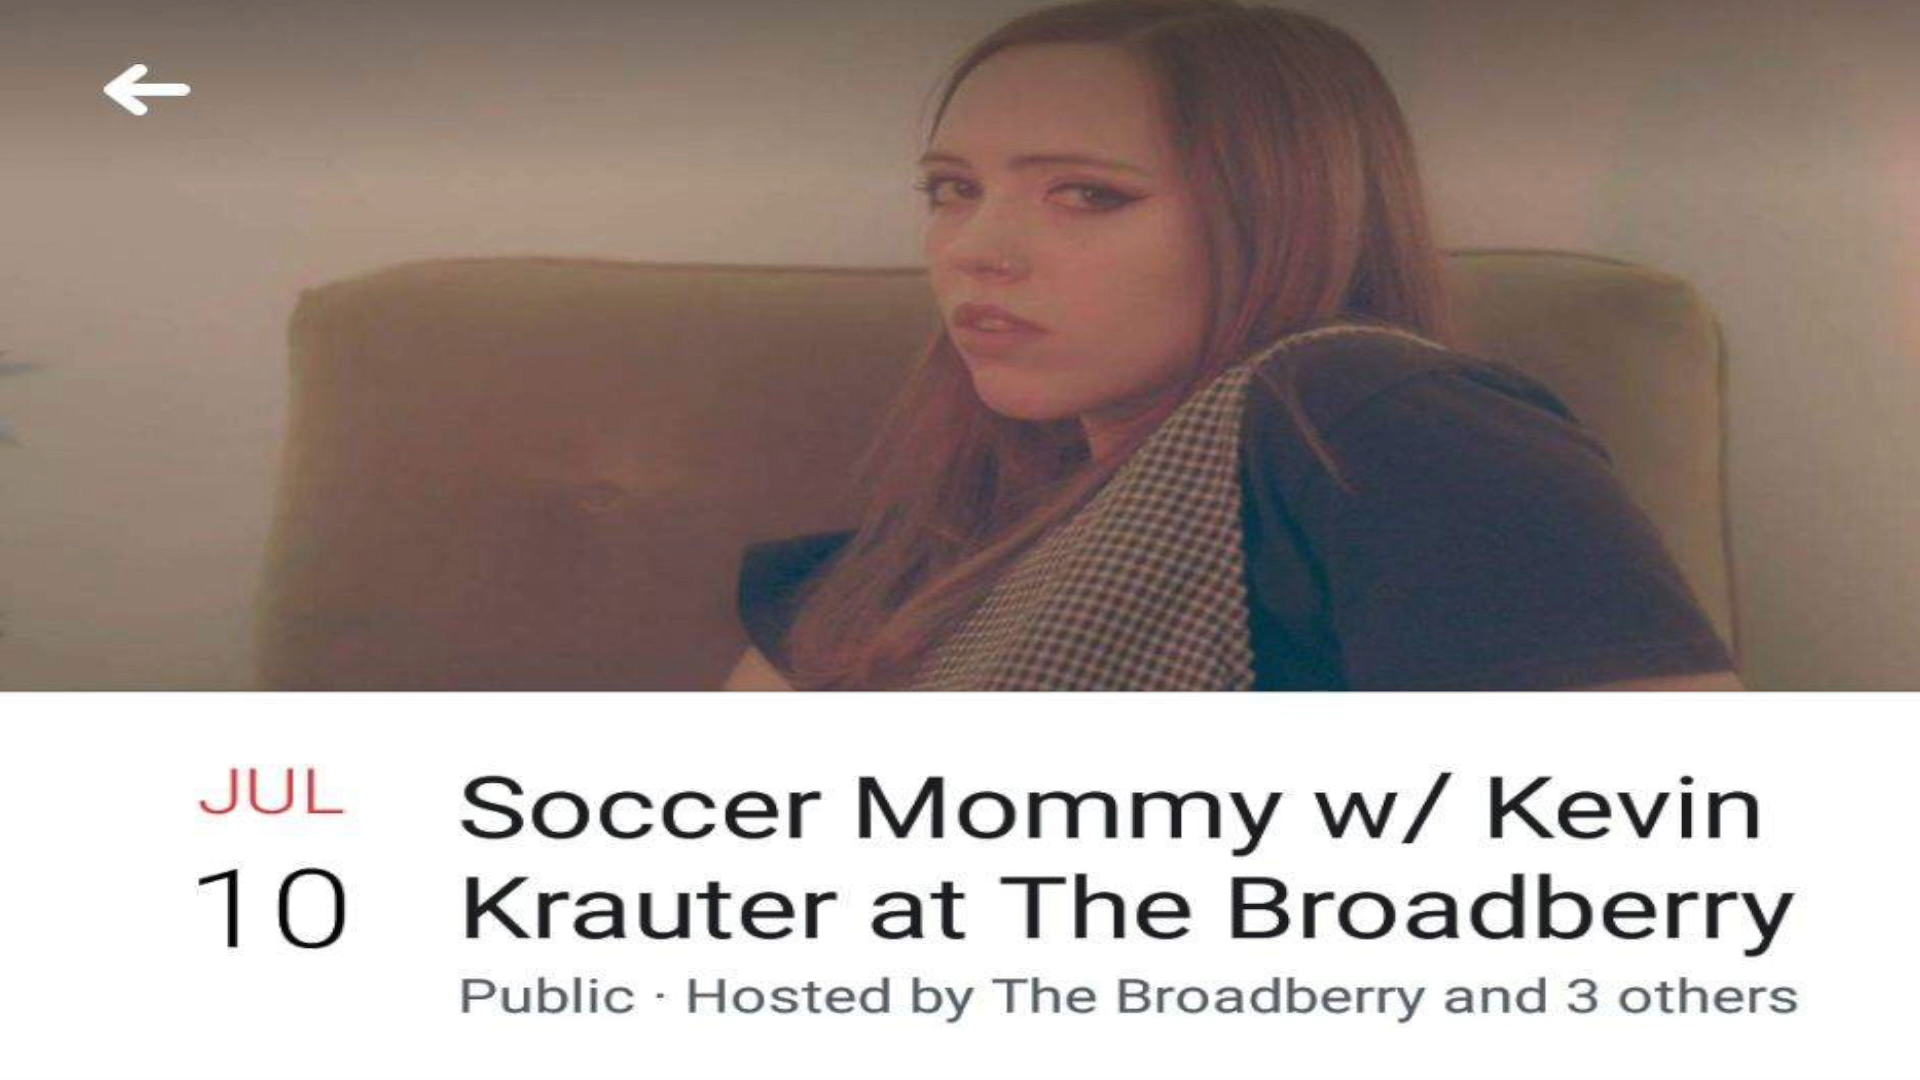 JUL
10
Soccer Mommy w/ Kevin
Krauter at The Broadberry
Public · Hosted by The Broadberry and 3 others